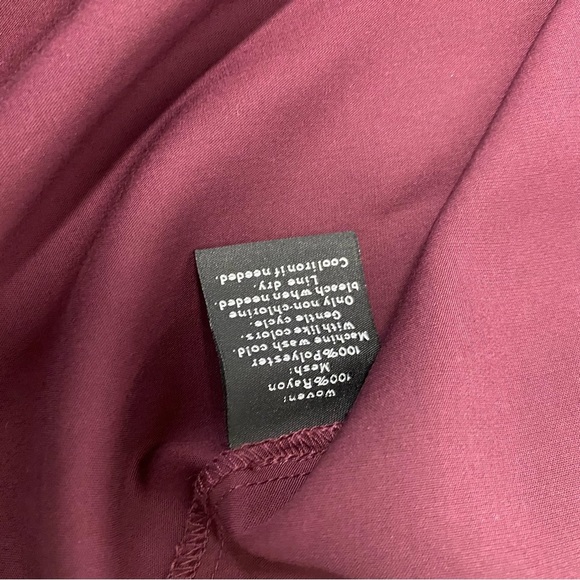 Woven:
100%Rayon
Mesh:
100%Polyester
Machine wash cold.
With like colors.
Gentle cycle.
Only non-chlorine
bleach when needed.
Line dry.
Cool iron if needed.